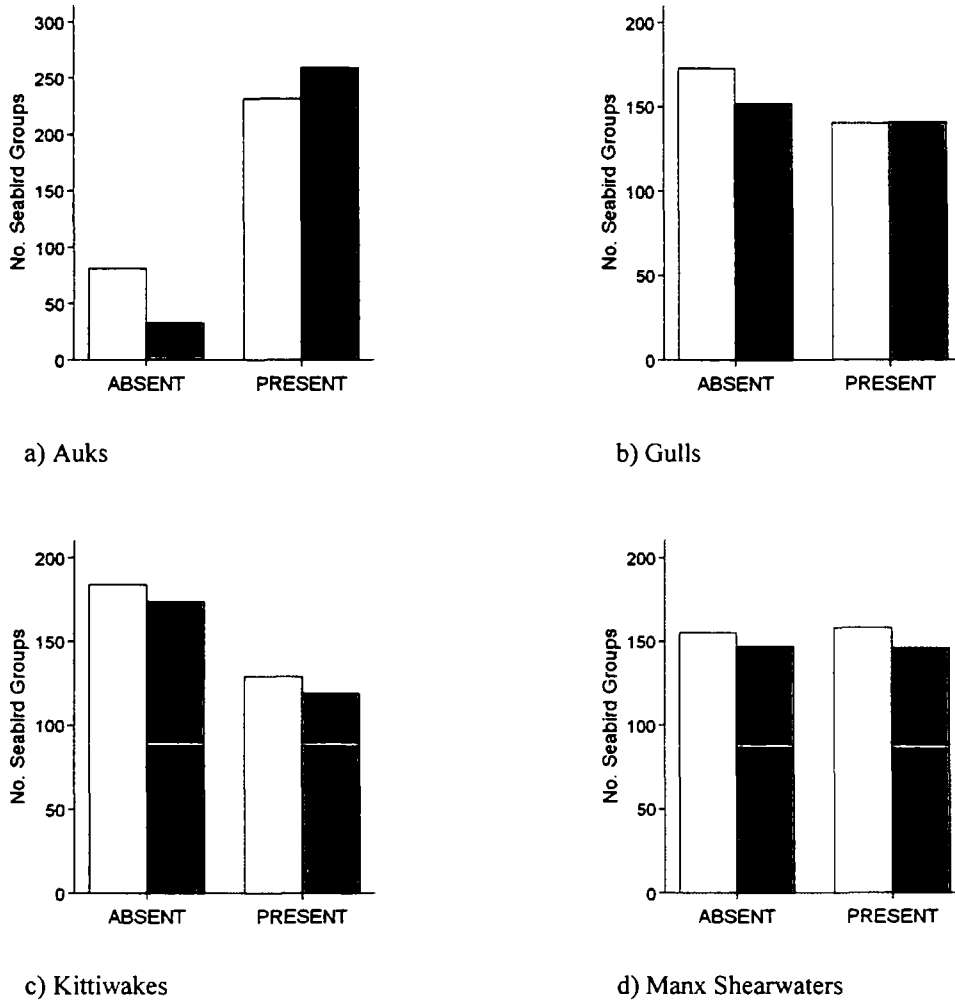 No. Seabird Groups
300
250
200
150
100
50
0
ABSENT PRESENT
a) Auks
No. Seabird Groups
200
150
100
50
0
ABSENT PRESENT
b) Gulls
No. Seabird Groups
200
150
100
50
0
ABSENT PRESENT
c) Kittiwakes
No. Seabird Groups
200
150
100
50
0
ABSENT PRESENT
d) Manx Shearwaters